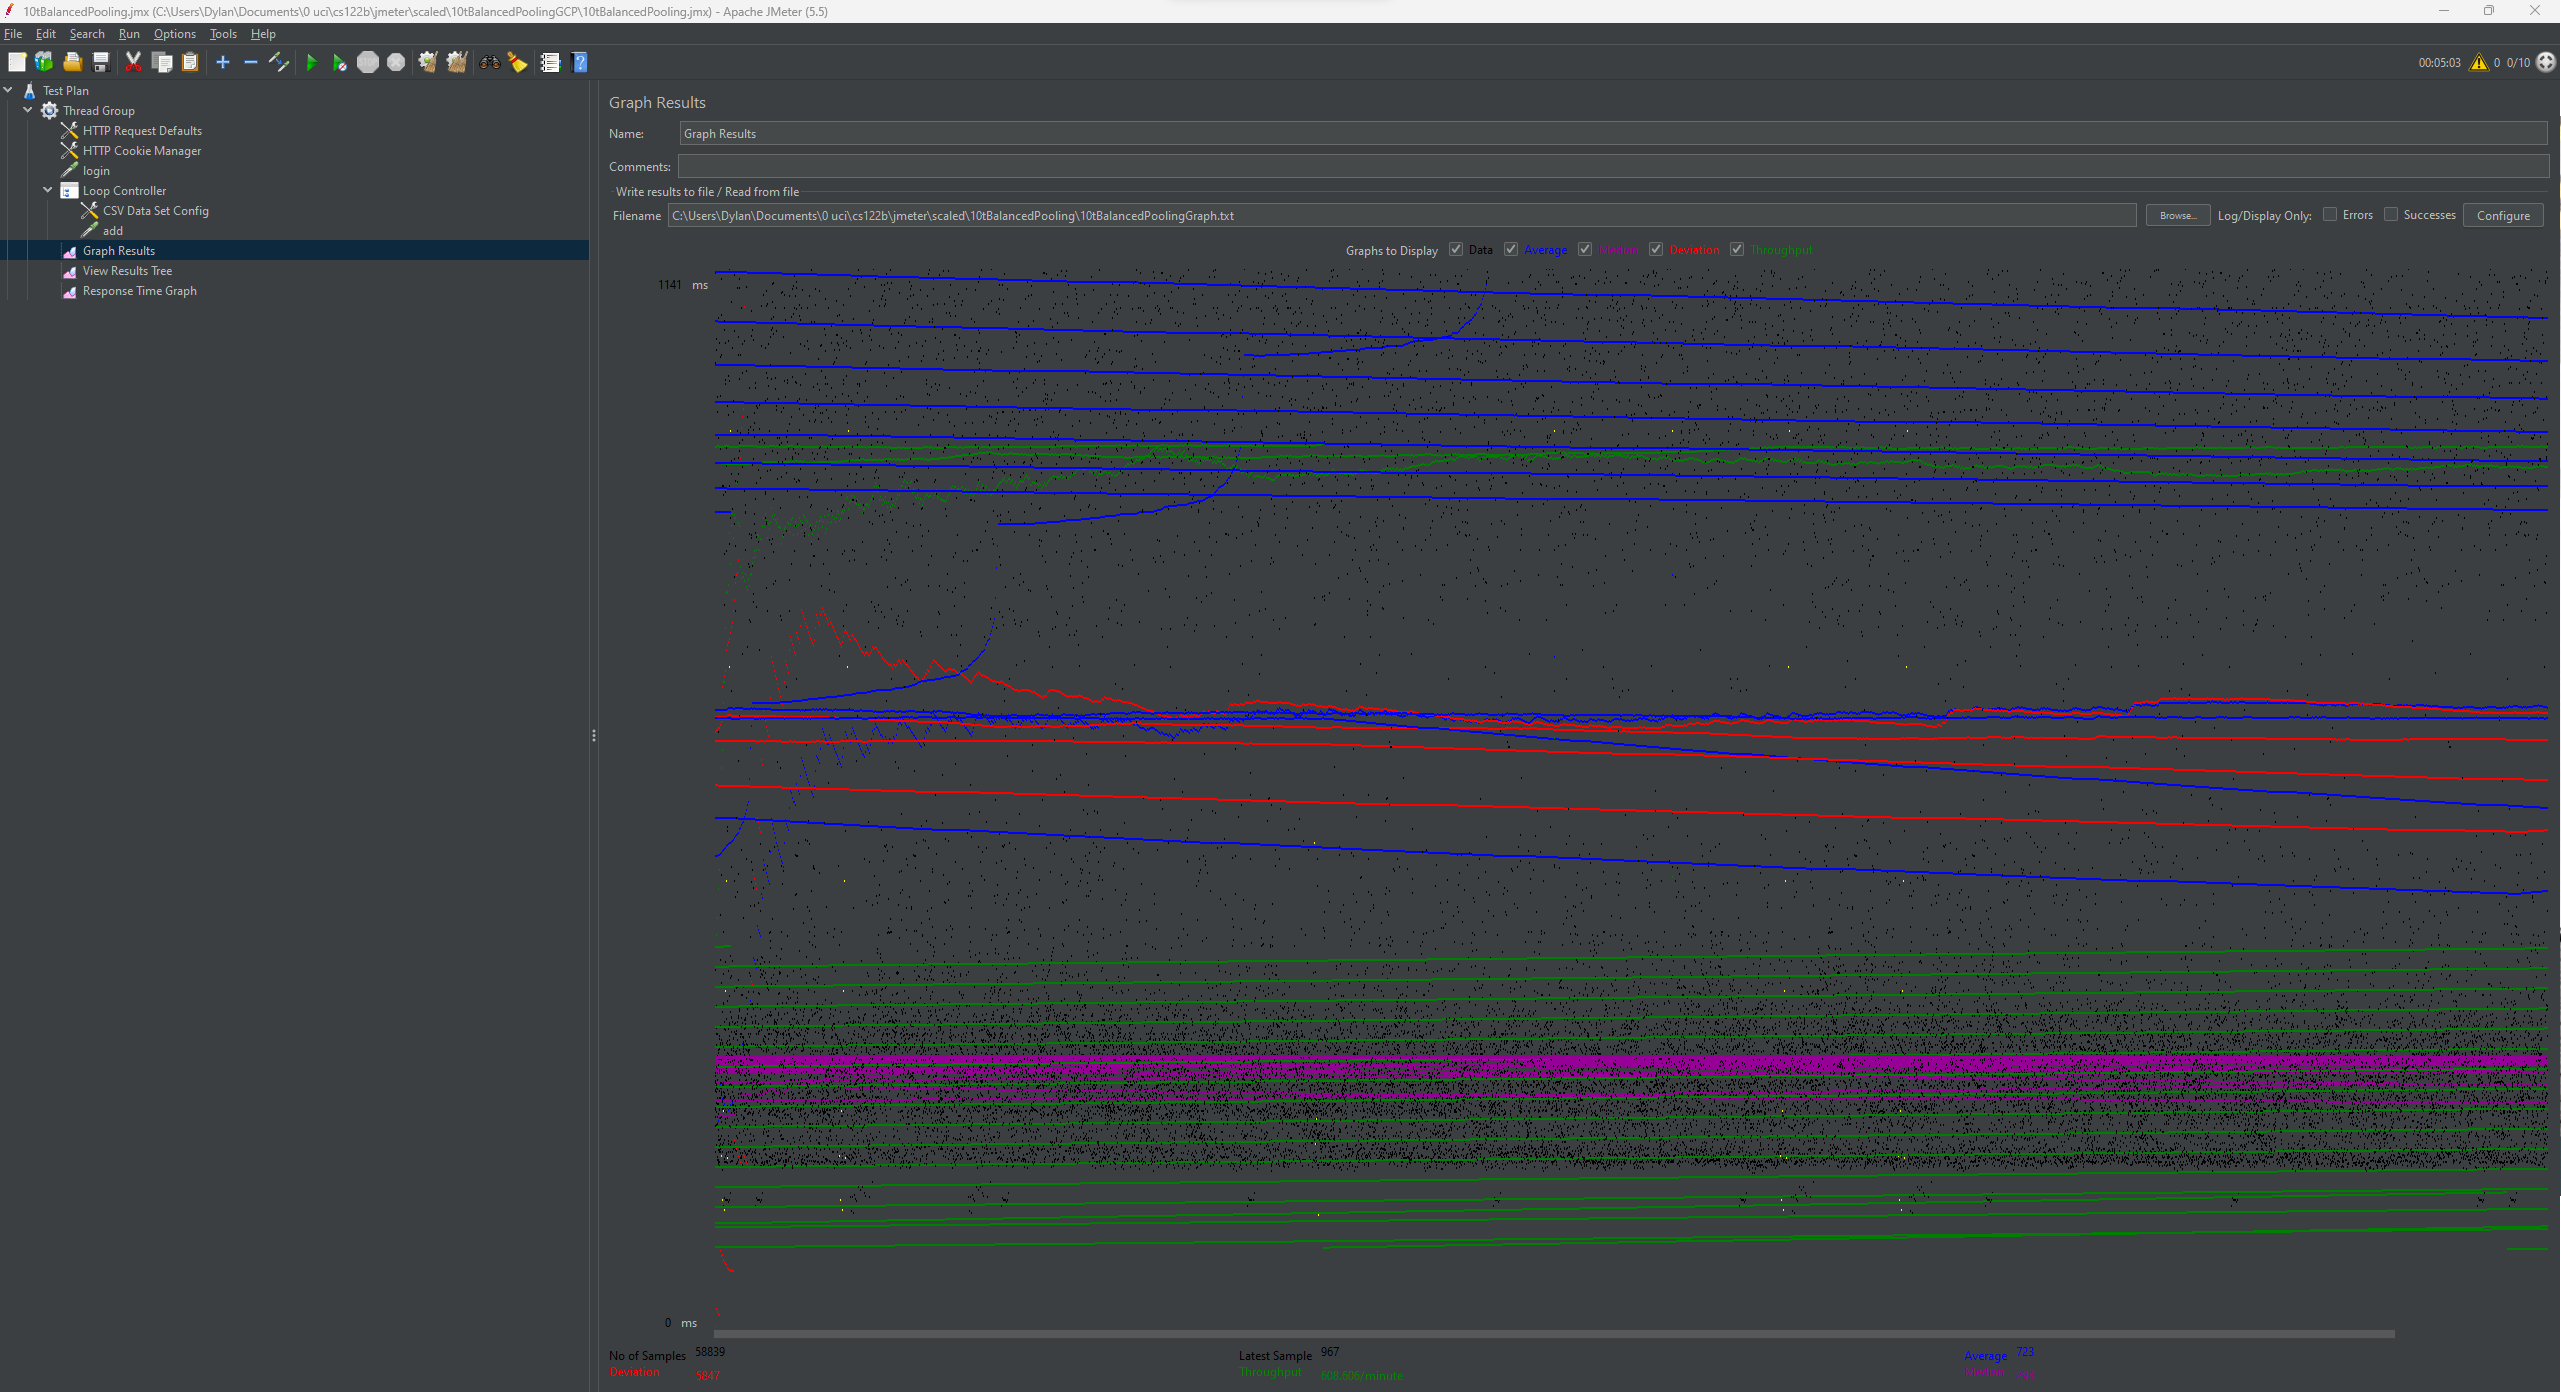 10tBalancedPooling.jmx (C:\Users\Dylan\Documents\0 uci\cs122b\jmeter\scaled\10tBalancedPoolingGCP\10tBalancedPooling.jmx) - Apache JMeter (5.5)
File Edit Search Run Options Tools Help
00:05:03 0 0/10
Test Plan
Thread Group
HTTP Request Defaults
HTTP Cookie Manager
login
Loop Controller
CSV Data Set Config
add
Graph Results
View Results Tree
Response Time Graph
Graph Results
Name: Graph Results
Comments:
Write results to file / Read from file
Filename C:\Users\Dylan\Documents\0 uci\cs122b\jmeter\scaled\10tBalancedPooling\10tBalancedPoolingGraph.txt Browse... Log/Display Only: Errors Successes Configure
Graphs to Display Data Average Median Deviation Throughput
1141 ms
0 ms
No of Samples 58839 Latest Sample 967 Average 723
Deviation 5847 Throughput 608.606/minute Median